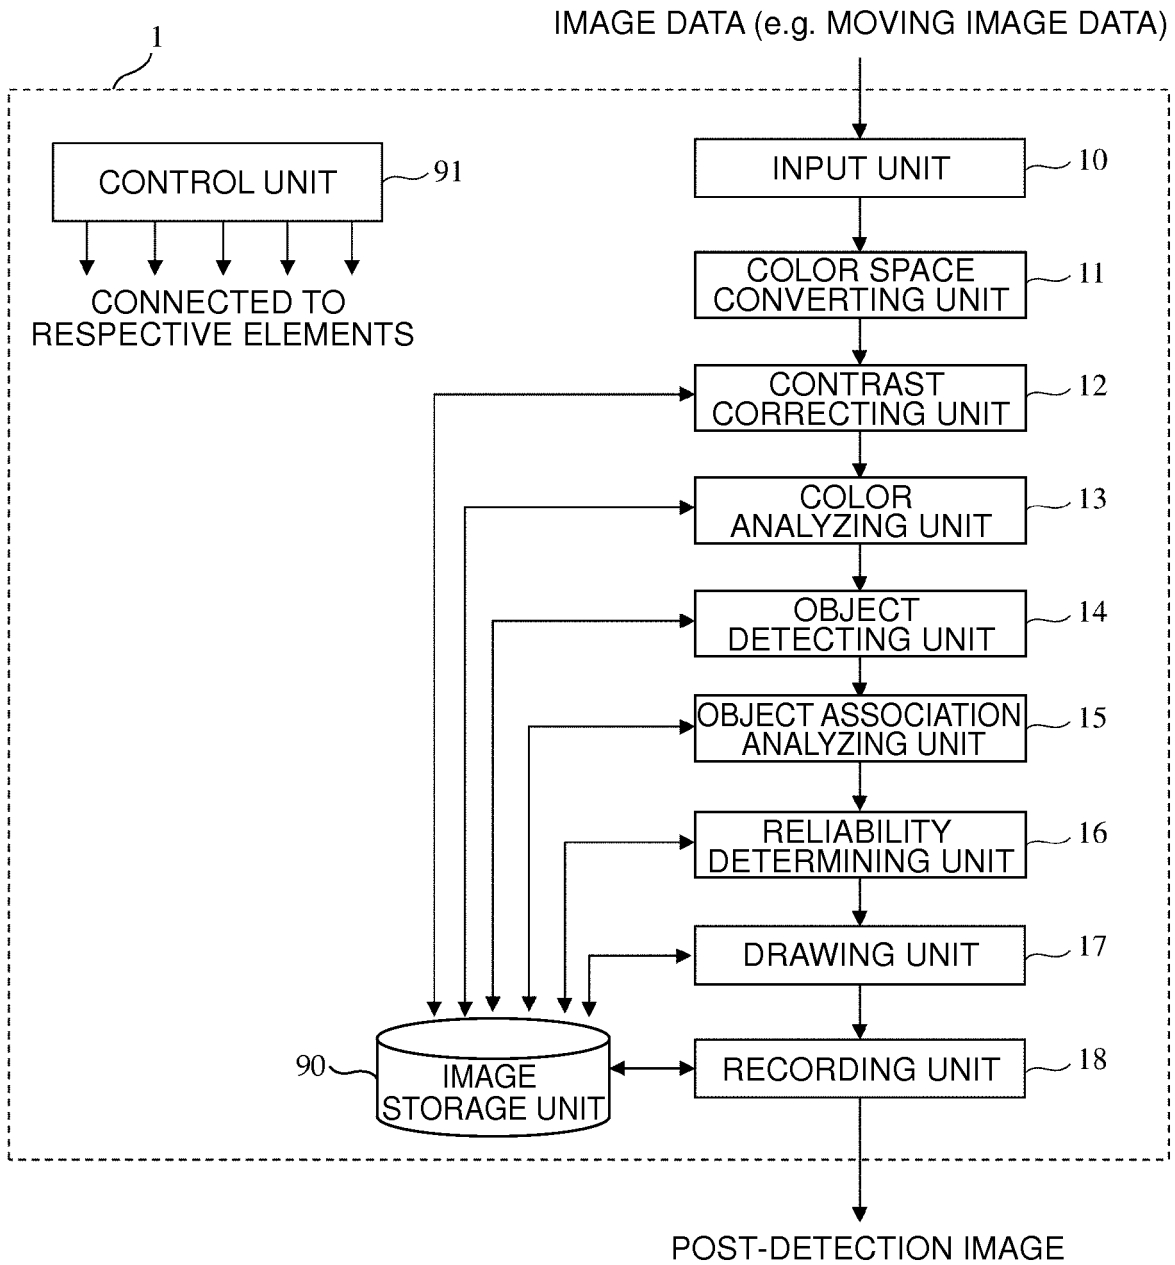 IMAGE DATA (e.g. MOVING IMAGE DATA)
1
CONTROL UNIT
91
CONNECTED TO
RESPECTIVE ELEMENTS
INPUT UNIT
10
COLOR SPACE
CONVERTING UNIT
11
CONTRAST
CORRECTING UNIT
12
COLOR
ANALYZING UNIT
13
OBJECT
DETECTING UNIT
14
OBJECT ASSOCIATION
ANALYZING UNIT
15
RELIABILITY
DETERMINING UNIT
16
DRAWING UNIT
17
90
IMAGE
STORAGE UNIT
RECORDING UNIT
18
POST-DETECTION IMAGE